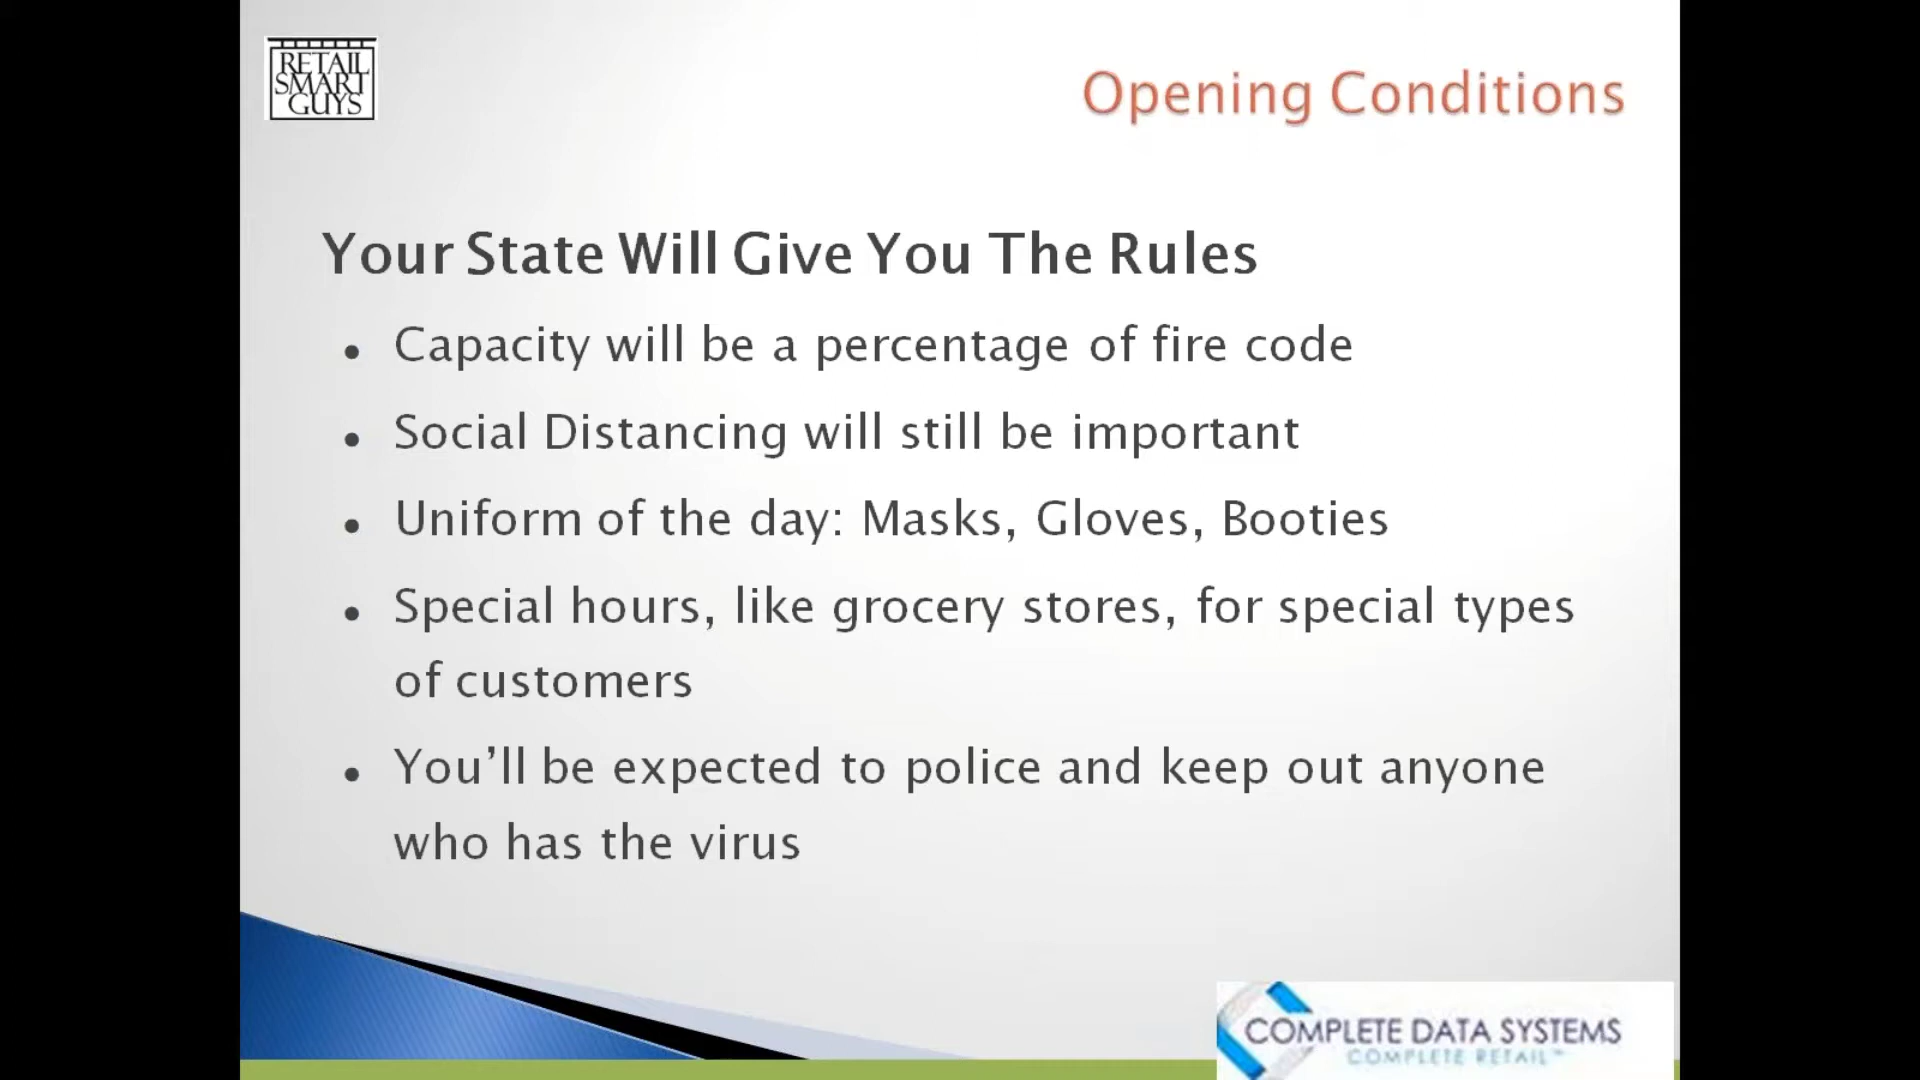 RETAIL
SMART
GUYS
Opening Conditions
Your State Will Give You The Rules
• Capacity will be a percentage of fire code
• Social Distancing will still be important
• Uniform of the day: Masks, Gloves, Booties
• Special hours, like grocery stores, for special types
of customers
• You’ll be expected to police and keep out anyone
who has the virus
COMPLETE DATA SYSTEMS
COMPLETE RETAIL™